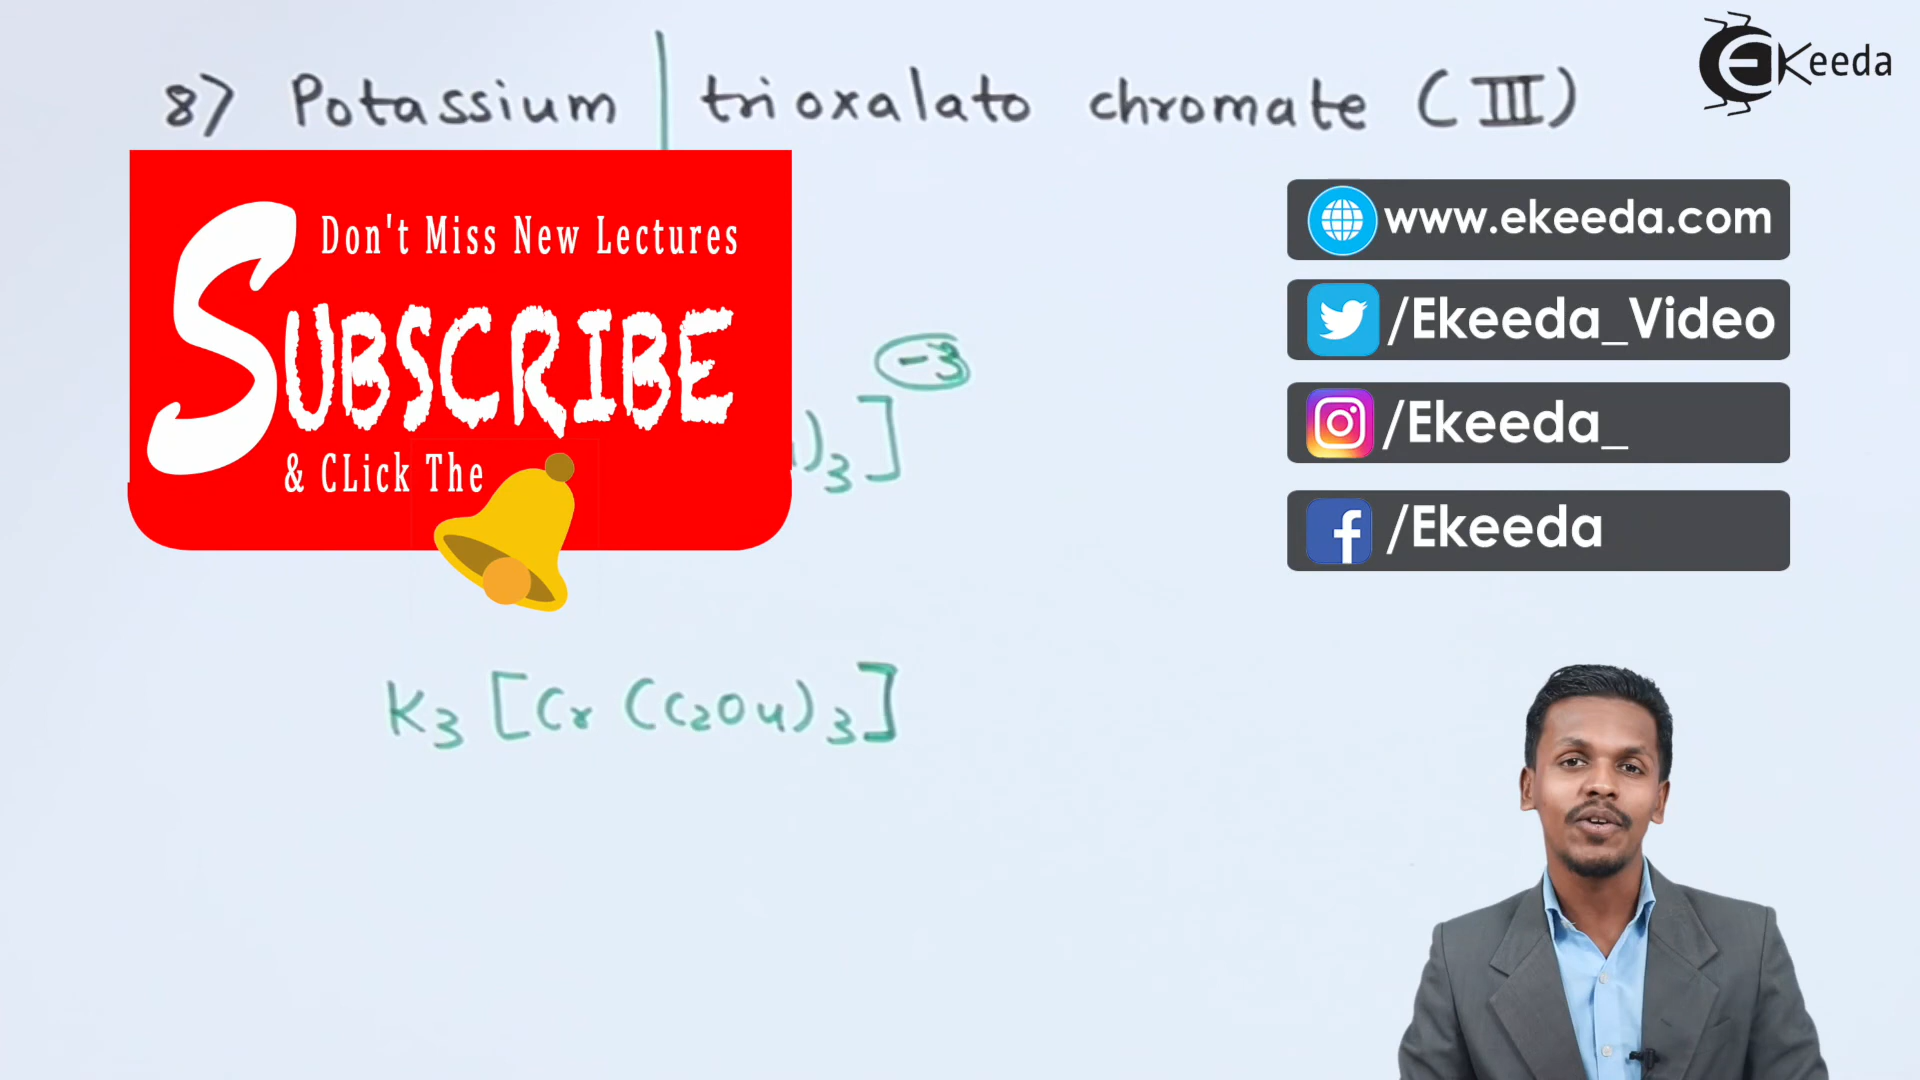 8) Potassium | trioxalato chromate (III)
EKeeda
Don't Miss New Lectures
SUBSCRIBE
& CLick The
www.ekeeda.com
/Ekeeda_Video
/Ekeeda_
/Ekeeda
-3
)3]
K3 [Cr (C2O4)3]